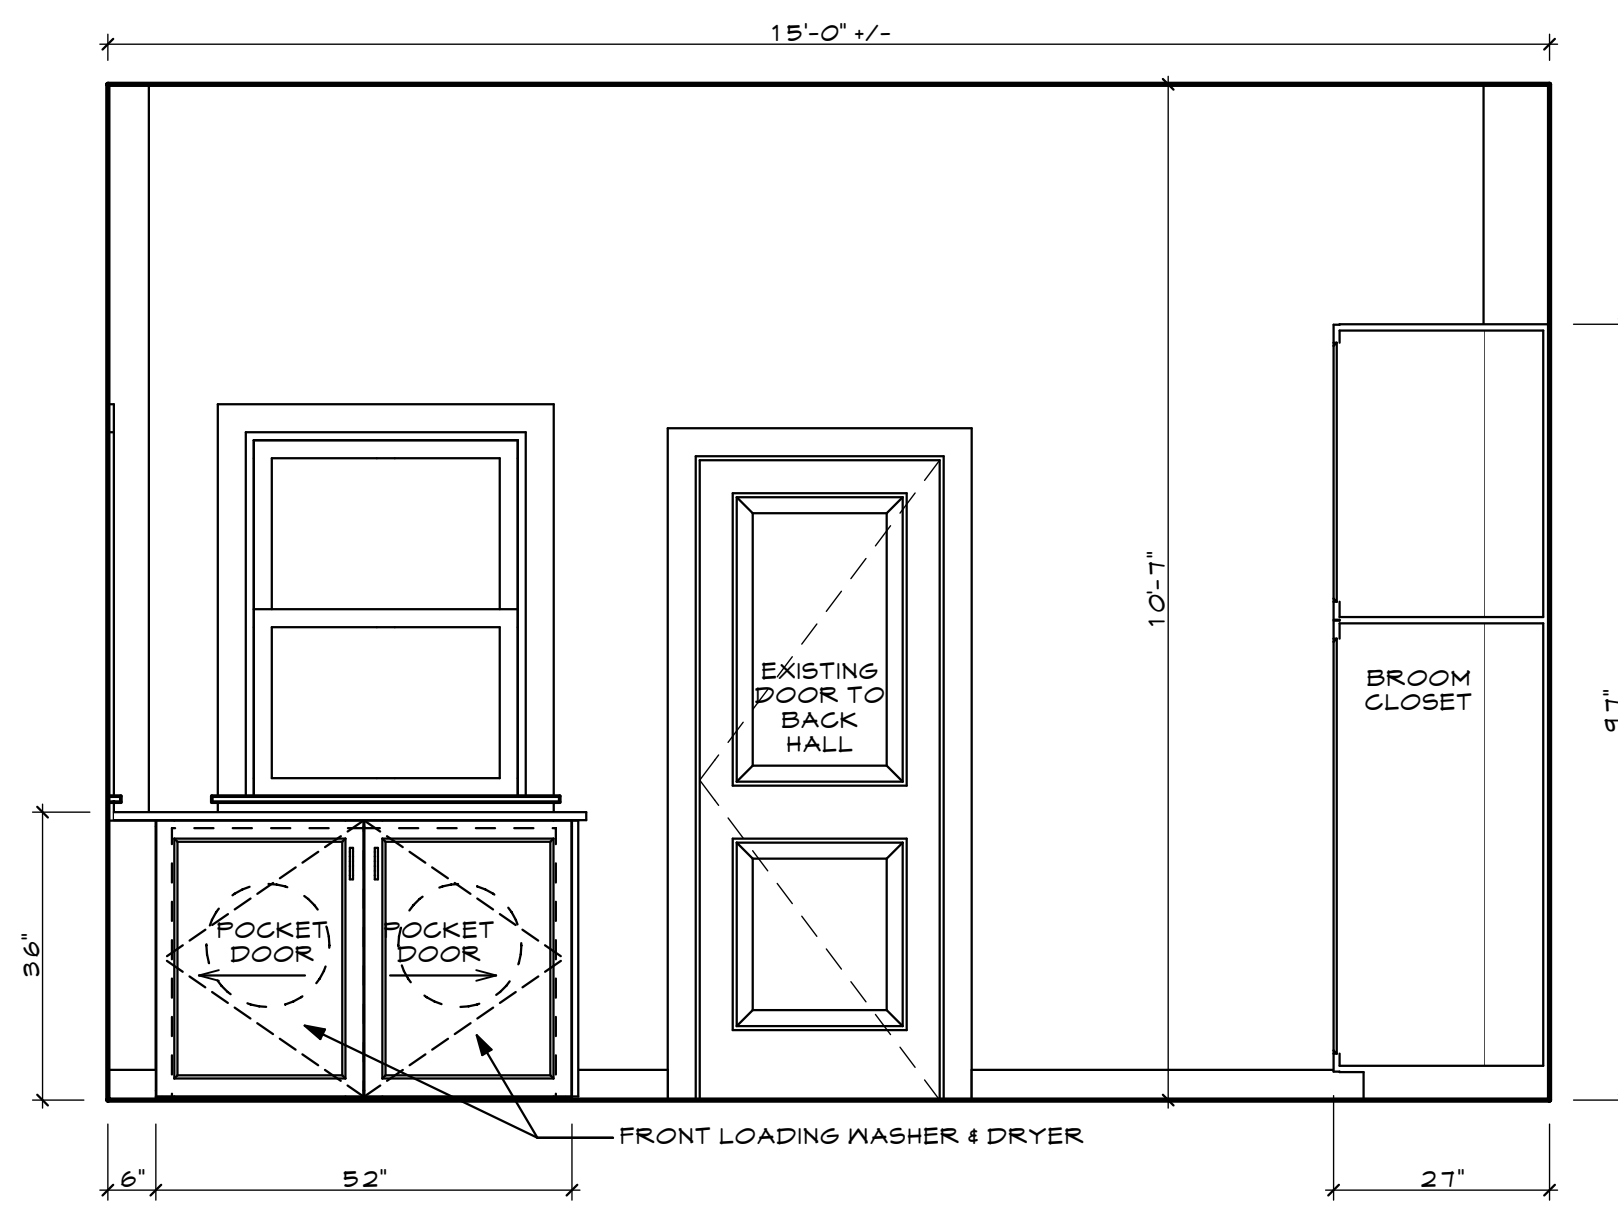 15'-0" +/-
10'-7"
EXISTING
DOOR TO
BACK
HALL
BROOM
CLOSET
97"
36"
POCKET
DOOR
POCKET
DOOR
FRONT LOADING WASHER & DRYER
6"
52"
27"